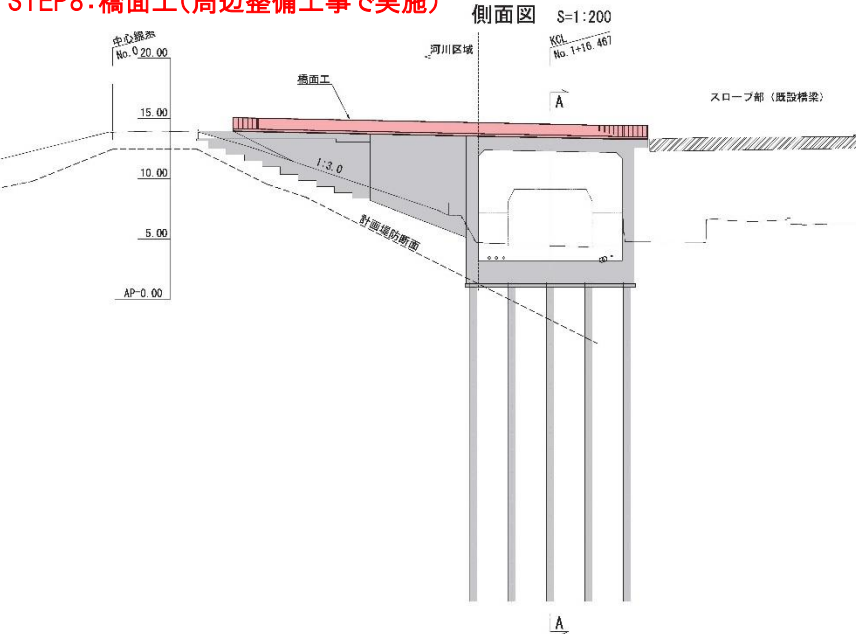 STEP8:橋面工(周辺整備工事で実施)
側面図 S=1:200
中心線形
No.0
20.00
河川区域
KCL
No.1+16.467
橋面工
A
スロープ部(既設橋梁)
15.00
1:3.0
10.00
計画堤防断面
5.00
AP=0.00
A